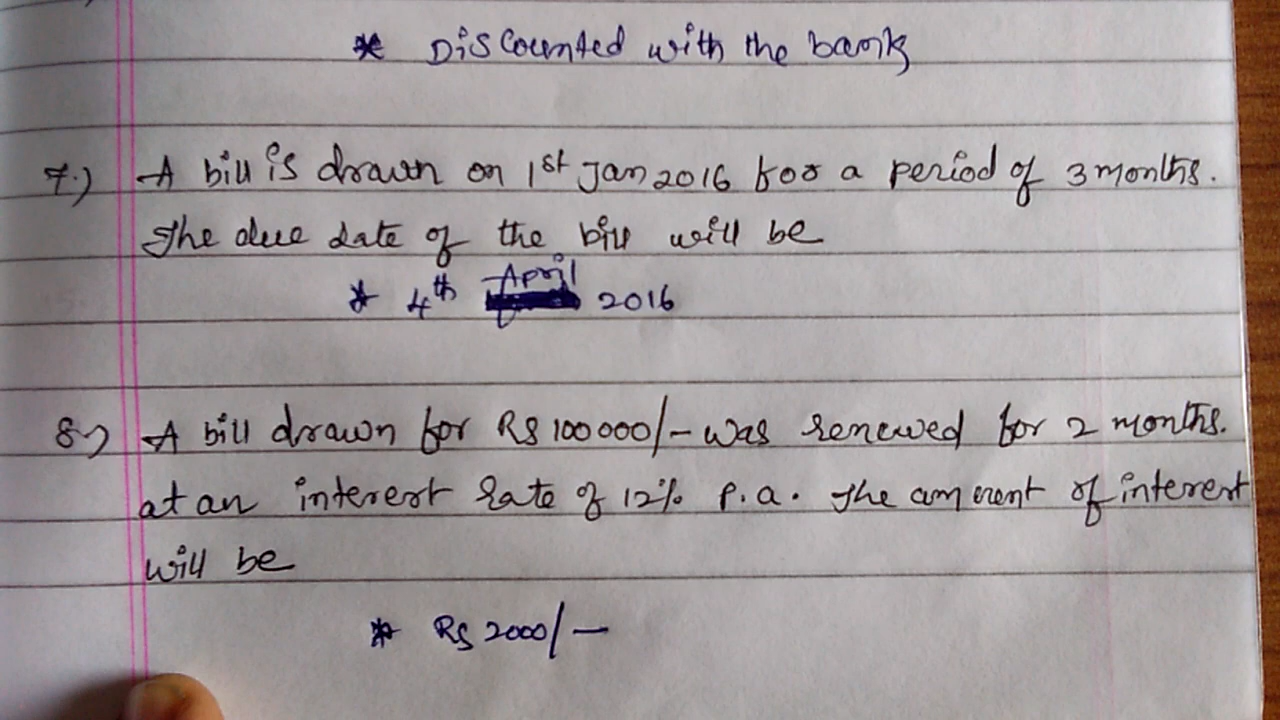 * Discounted with the bank
7.) A bill is drawn on 1st Jan 2016 for a period of 3 months.
The due date of the bill will be
* 4th April 2016
8) A bill drawn for RS 100000/- was renewed for 2 months.
at an interest rate of 12% p.a. The amount of interest
will be
* RS 2000/-